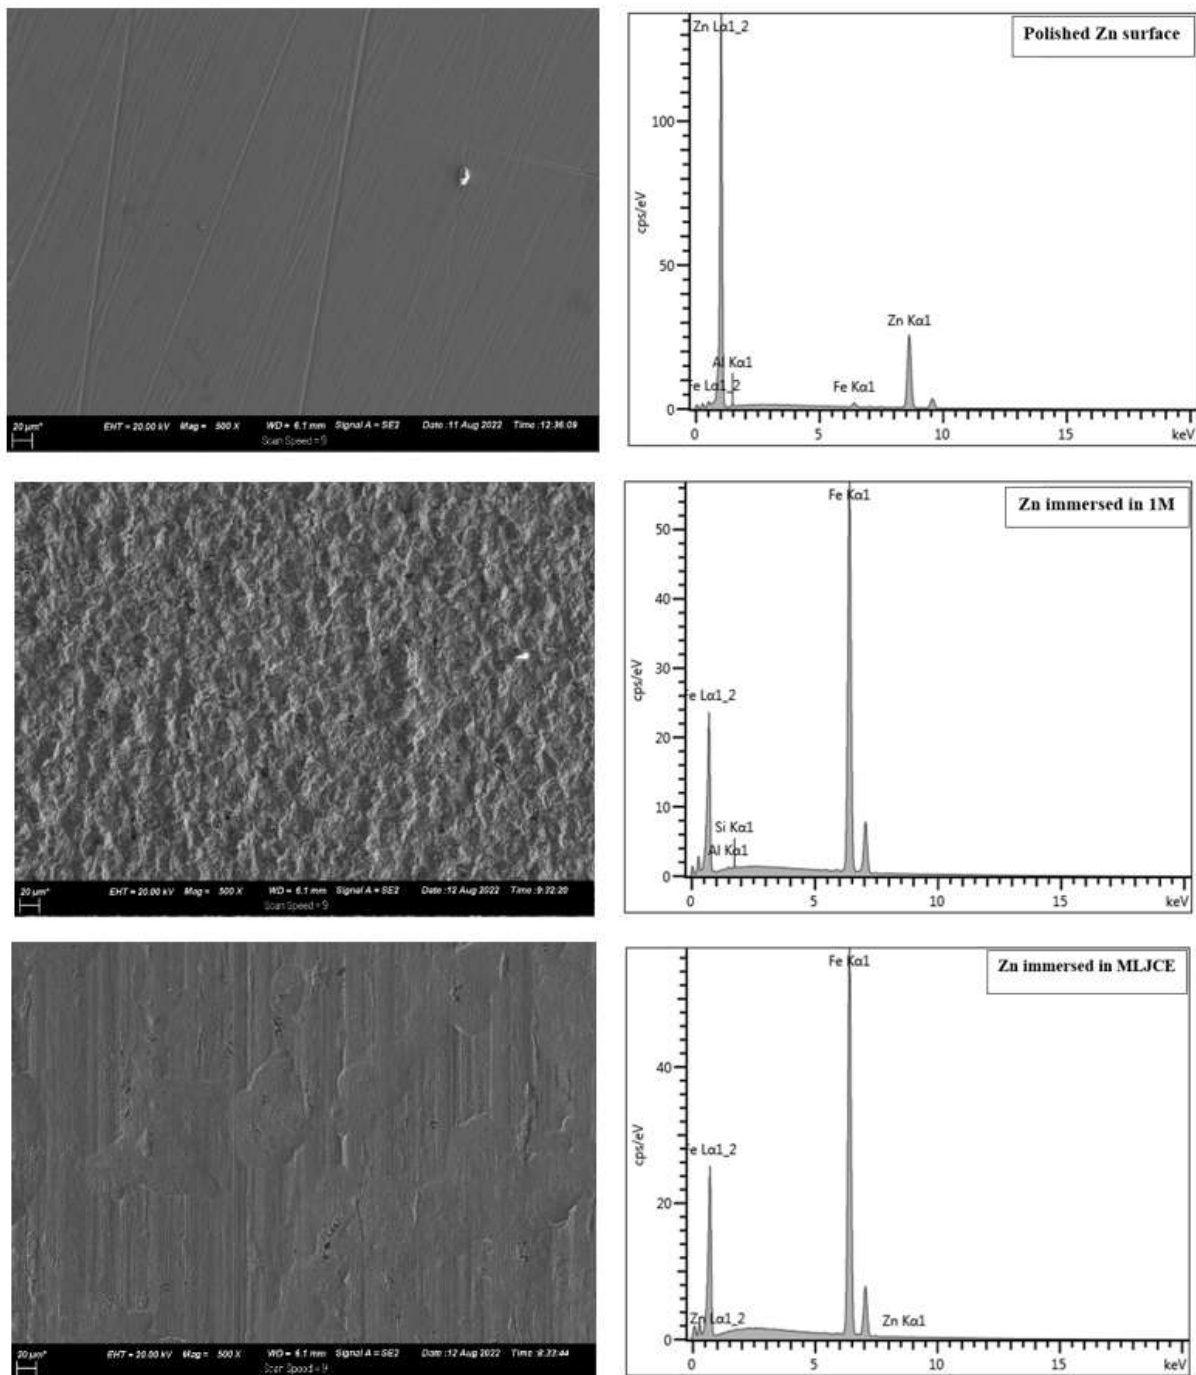 Zn Lα1_2
Polished Zn surface
100
cps/eV
50
Zn Kα1
Al Kα1
Fe Lα1_2
Fe Kα1
0
0 5 10 15
keV
20 µm*
EHT = 20.00 kV Mag = 500 X WD = 6.1 mm Signal A = SE2 Date :11 Aug 2022 Time :12:36:09
Scan Speed = 9
Fe Kα1
Zn immersed in 1M
50
40
30
cps/eV
Fe Lα1_2
20
10
Si Kα1
Al Kα1
0
0 5 10 15
keV
20 µm*
EHT = 20.00 kV Mag = 500 X WD = 6.1 mm Signal A = SE2 Date :12 Aug 2022 Time :9:32:20
Scan Speed = 9
Fe Kα1
Zn immersed in MLJCE
40
cps/eV
Fe Lα1_2
20
Zn Lα1_2
Zn Kα1
0
0 5 10 15
keV
20 µm*
EHT = 20.00 kV Mag = 500 X WD = 6.1 mm Signal A = SE2 Date :12 Aug 2022
Scan Speed = 9